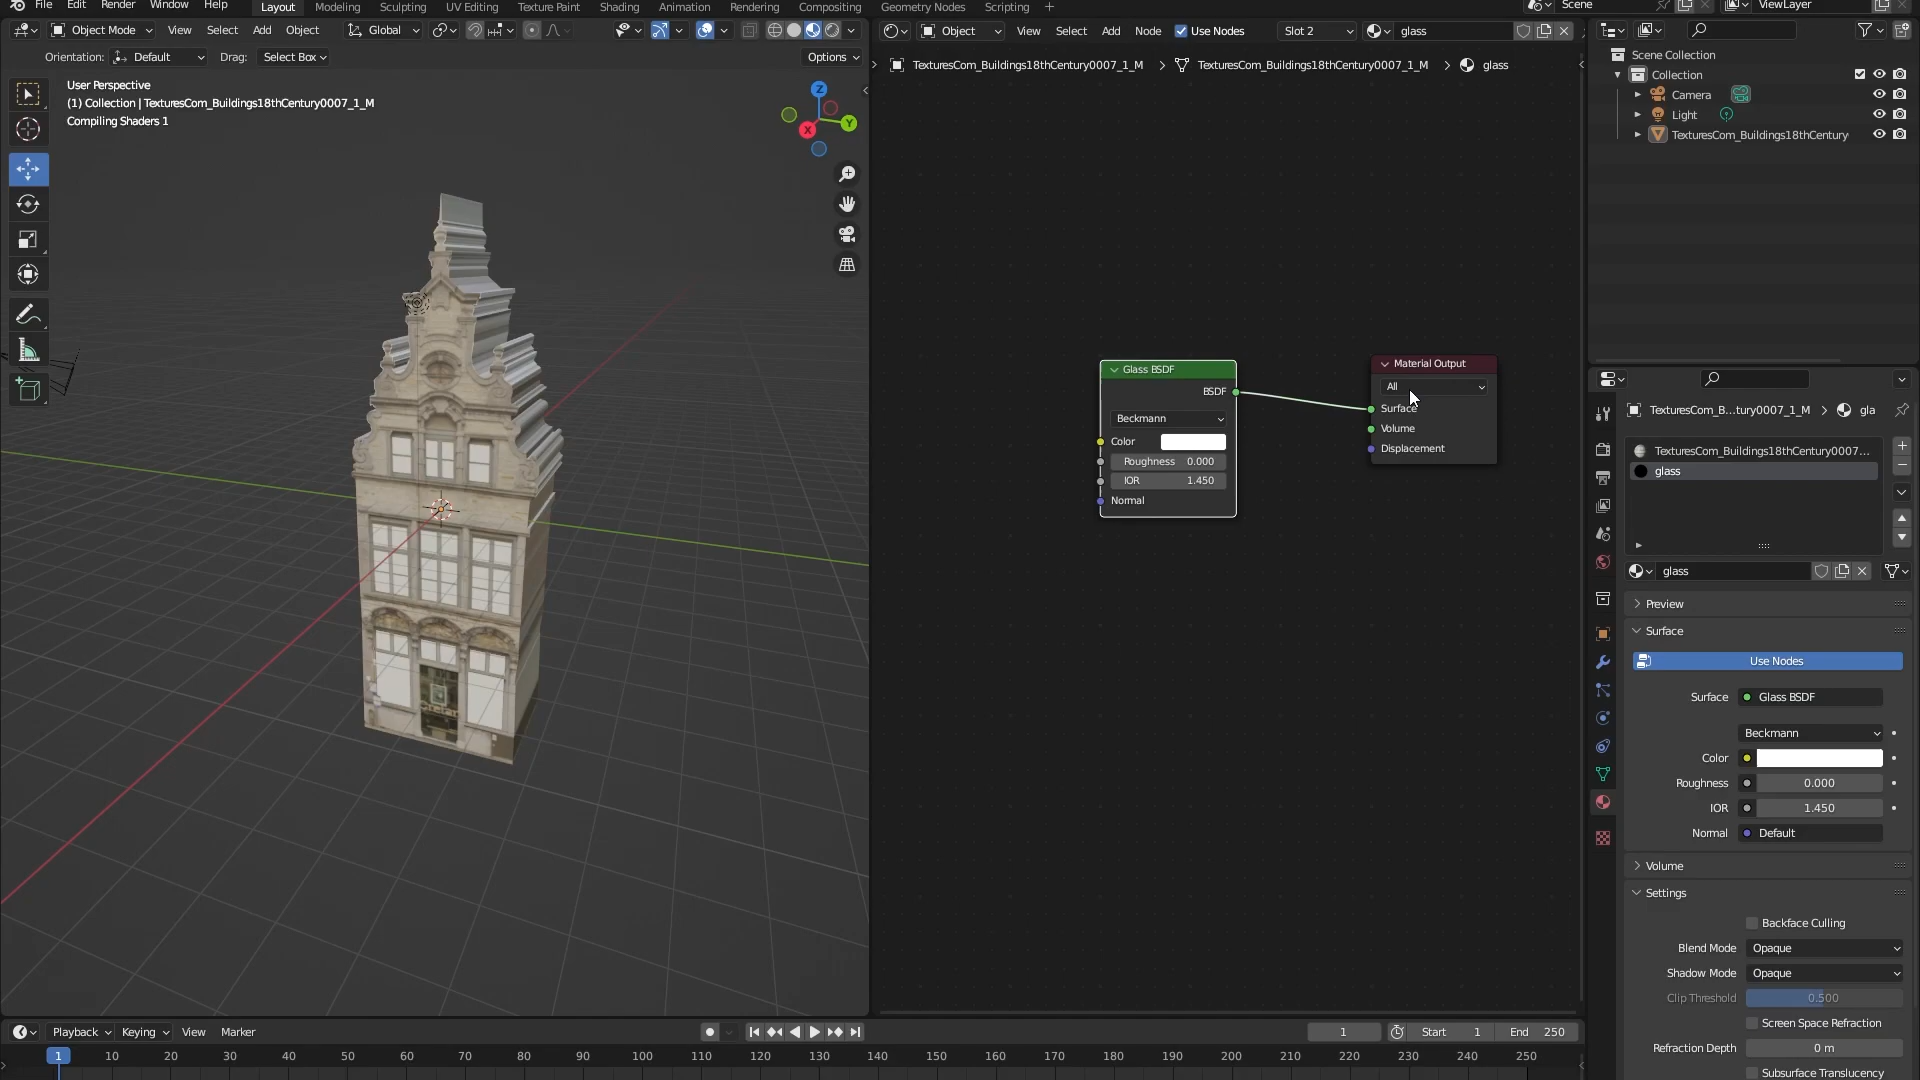 File Edit Render Window Help Layout Modeling Sculpting UV Editing Texture Paint Shading Animation Rendering Compositing Geometry Nodes Scripting Scene ViewLayer
Object Mode View Select Add Object Global Object View Select Add Node Use Nodes Slot 2 glass
Orientation: Default Drag: Select Box Options
TexturesCom_Buildings18thCentury0007_1_M TexturesCom_Buildings18thCentury0007_1_M glass
User Perspective
(1) Collection | TexturesCom_Buildings18thCentury0007_1_M
Compiling Shaders 1
Z
Y
X
Glass BSDF
BSDF
Beckmann
Color
Roughness 0.000
IOR 1.450
Normal
Material Output
All
Surface
Volume
Displacement
Scene Collection
Collection
Camera
Light
TexturesCom_Buildings18thCentury
TexturesCom_B...tury0007_1_M gla
TexturesCom_Buildings18thCentury0007...
glass
glass
Preview
Surface
Use Nodes
Surface Glass BSDF
Beckmann
Color
Roughness 0.000
IOR 1.450
Normal Default
Volume
Settings
Backface Culling
Blend Mode Opaque
Shadow Mode Opaque
Clip Threshold 0.500
Screen Space Refraction
Refraction Depth 0 m
Subsurface Translucency
Playback Keying View Marker 1 Start 1 End 250
1 10 20 30 40 50 60 70 80 90 100 110 120 130 140 150 160 170 180 190 200 210 220 230 240 250